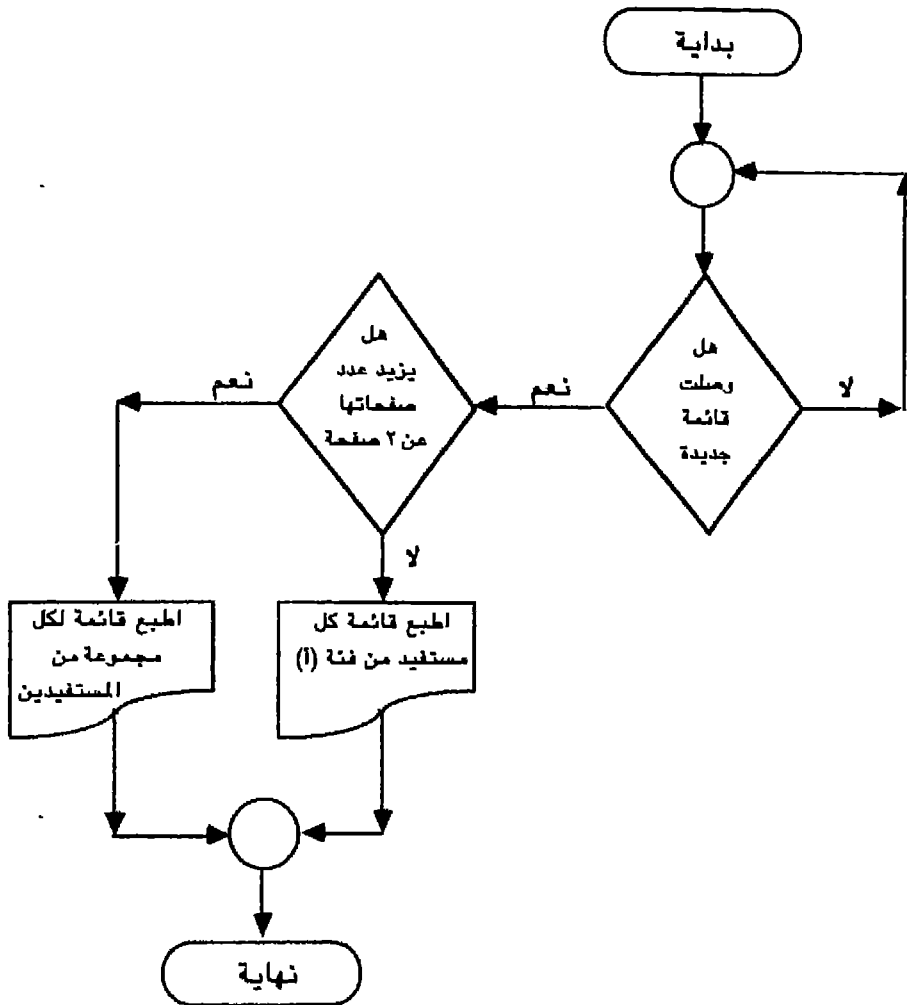 بداية
هل
وصلت
قائمة
جديدة
لا
نعم
هل
يزيد عدد
صفحاتها
عن ٢ صفحة
نعم
لا
اطبع قائمة كل
مستفيد من فئة (أ)
اطبع قائمة لكل
مجموعة من
المستفيدين
نهاية